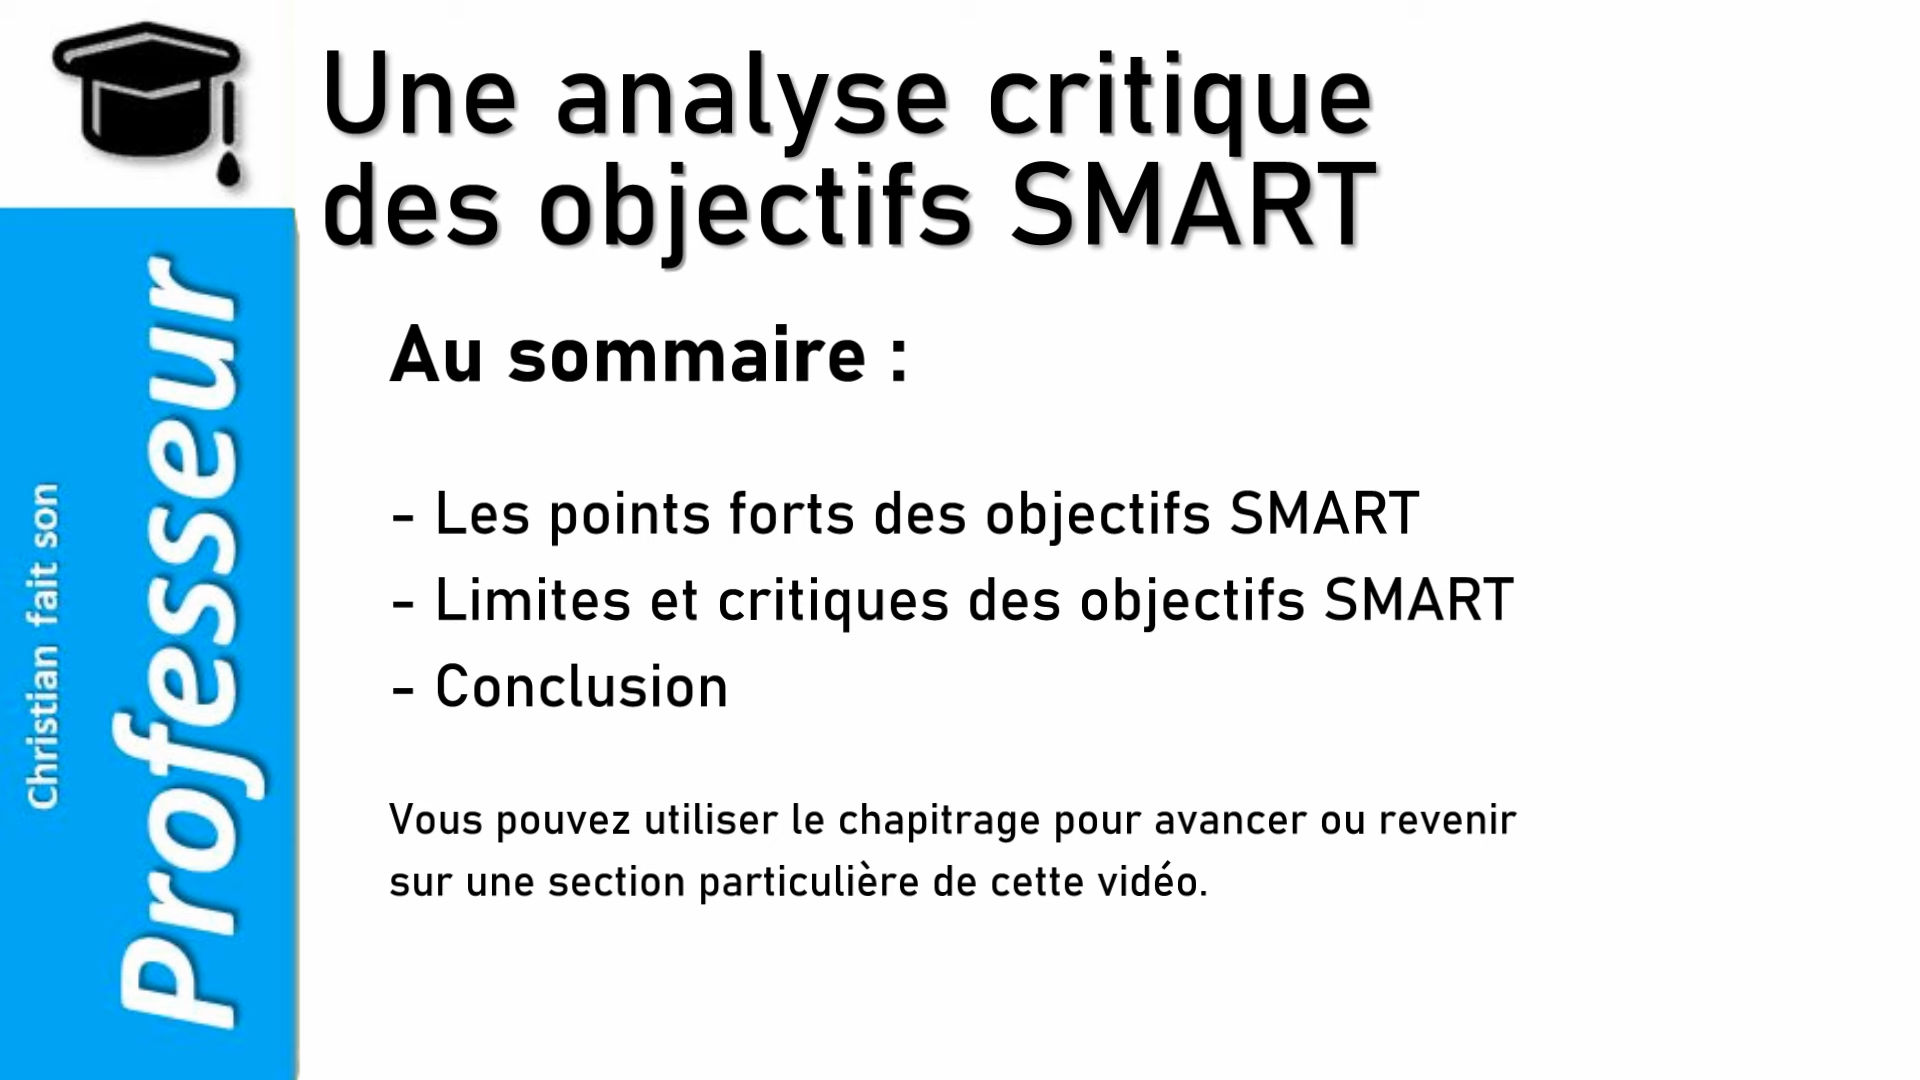 Christian fait son
Professeur
Une analyse critique
des objectifs SMART
Au sommaire :
- Les points forts des objectifs SMART
- Limites et critiques des objectifs SMART
- Conclusion
Vous pouvez utiliser le chapitrage pour avancer ou revenir
sur une section particulière de cette vidéo.